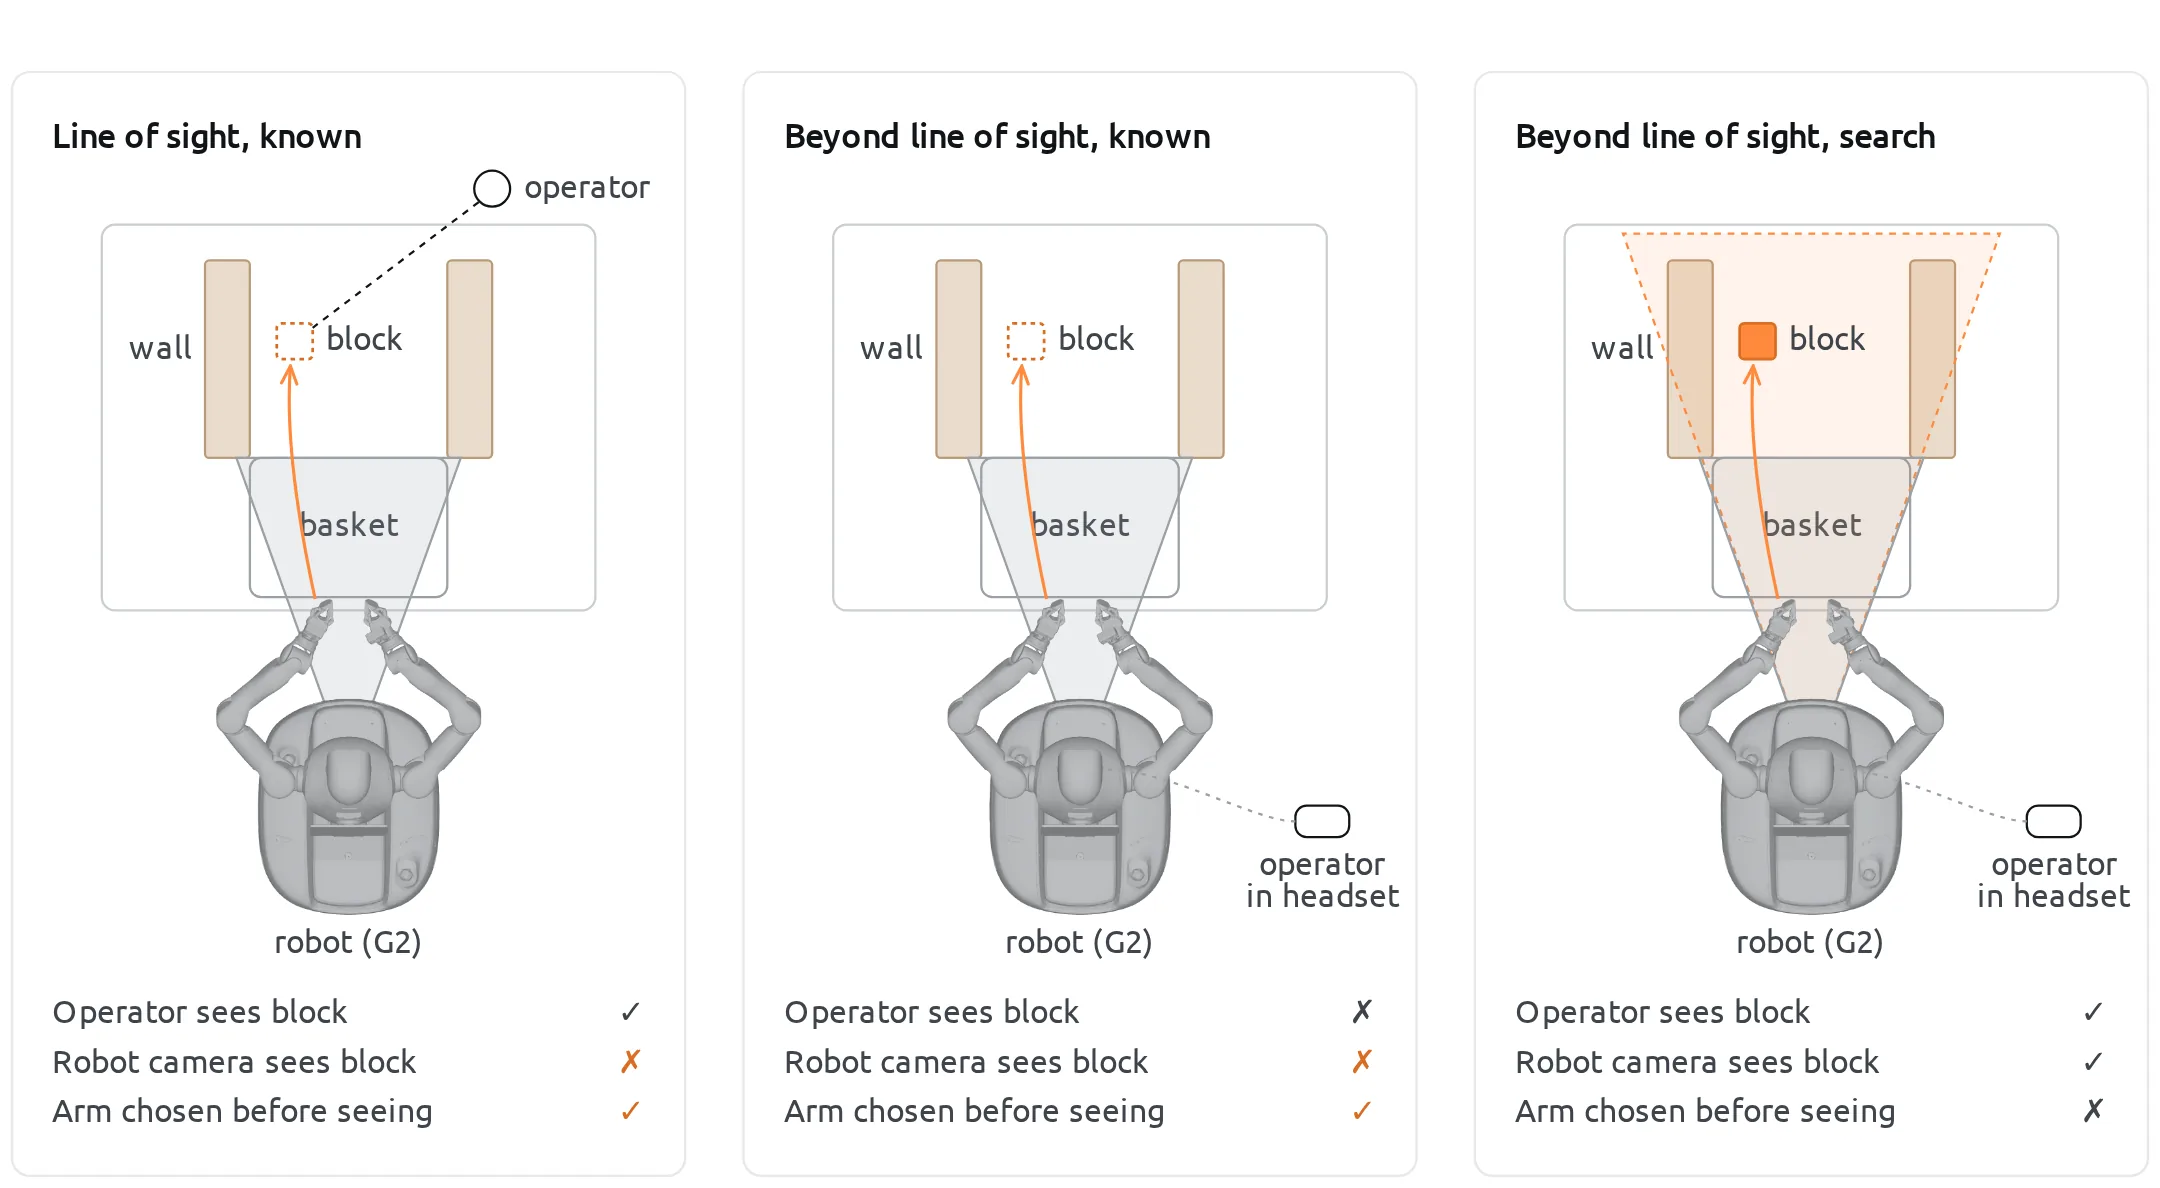 Line of sight, known
operator
wall
block
basket
robot (G2)
Operator sees block ✓
Robot camera sees block ✗
Arm chosen before seeing ✓
Beyond line of sight, known
wall
block
basket
operator
in headset
robot (G2)
Operator sees block ✗
Robot camera sees block ✗
Arm chosen before seeing ✓
Beyond line of sight, search
wall
block
basket
operator
in headset
robot (G2)
Operator sees block ✓
Robot camera sees block ✓
Arm chosen before seeing ✗